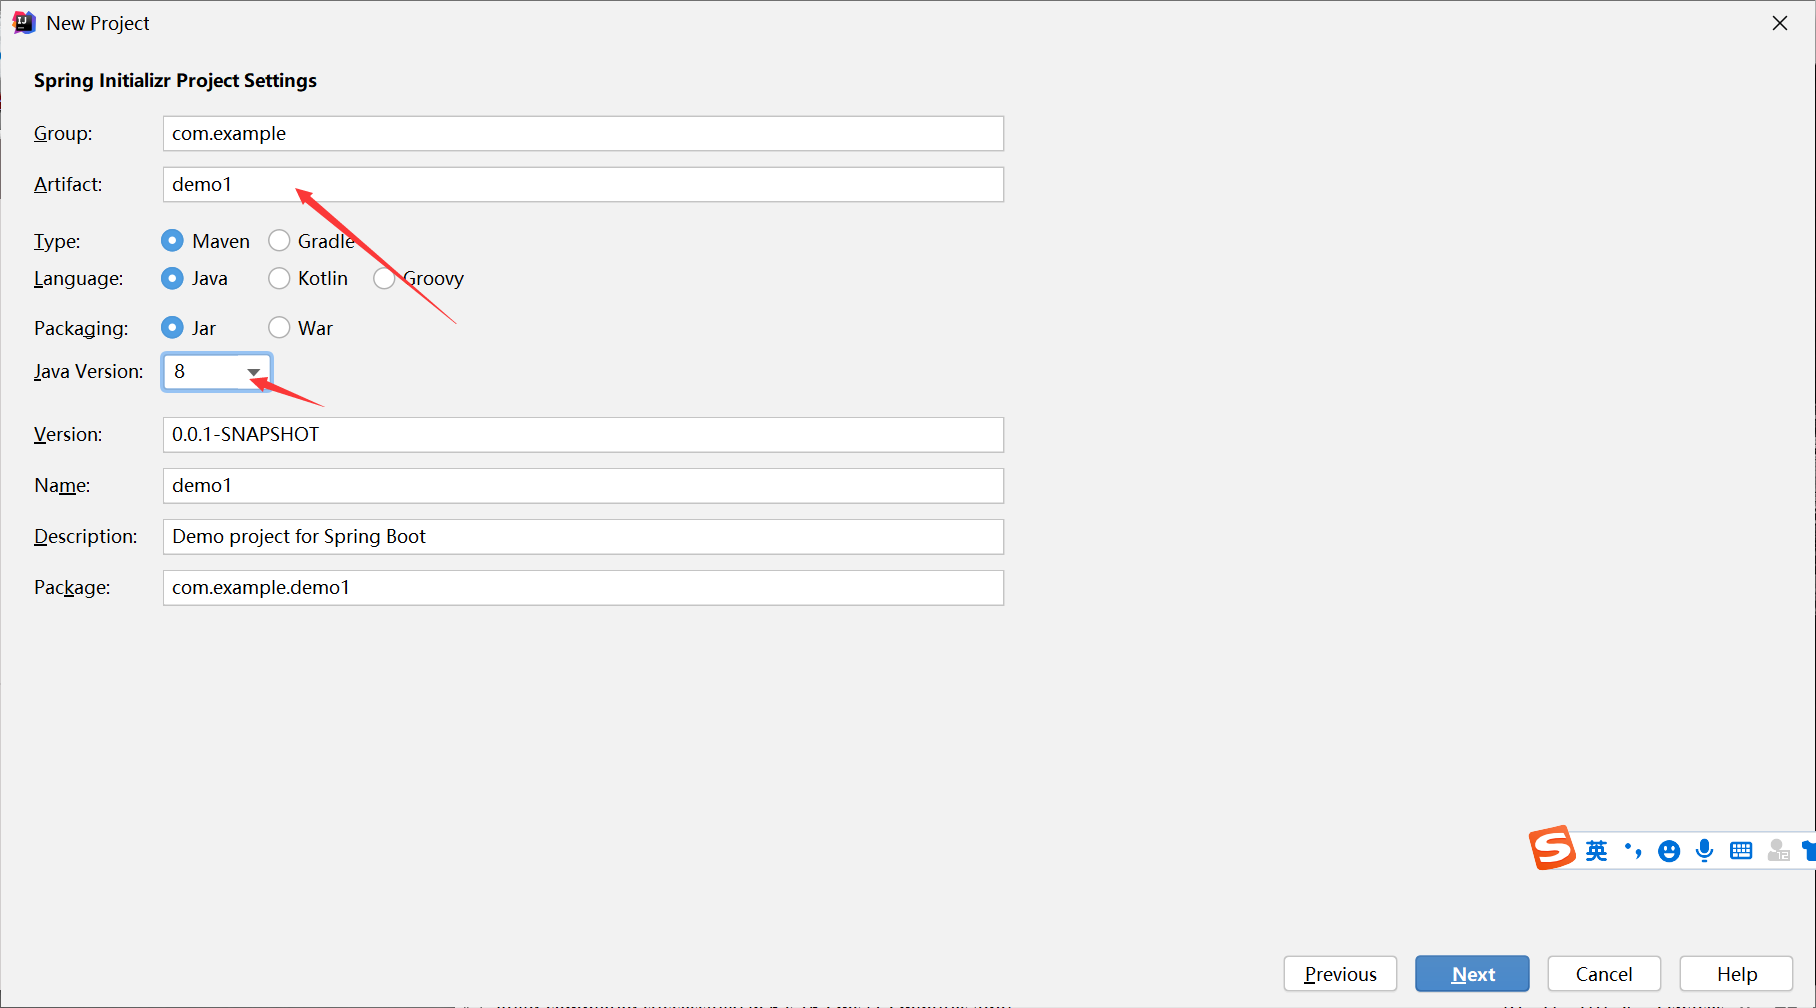 New Project
Spring Initializr Project Settings
Group: com.example
Artifact: demo1
Type: Maven Gradle
Language: Java Kotlin Groovy
Packaging: Jar War
Java Version: 8
Version: 0.0.1-SNAPSHOT
Name: demo1
Description: Demo project for Spring Boot
Package: com.example.demo1
英
Previous Next Cancel Help